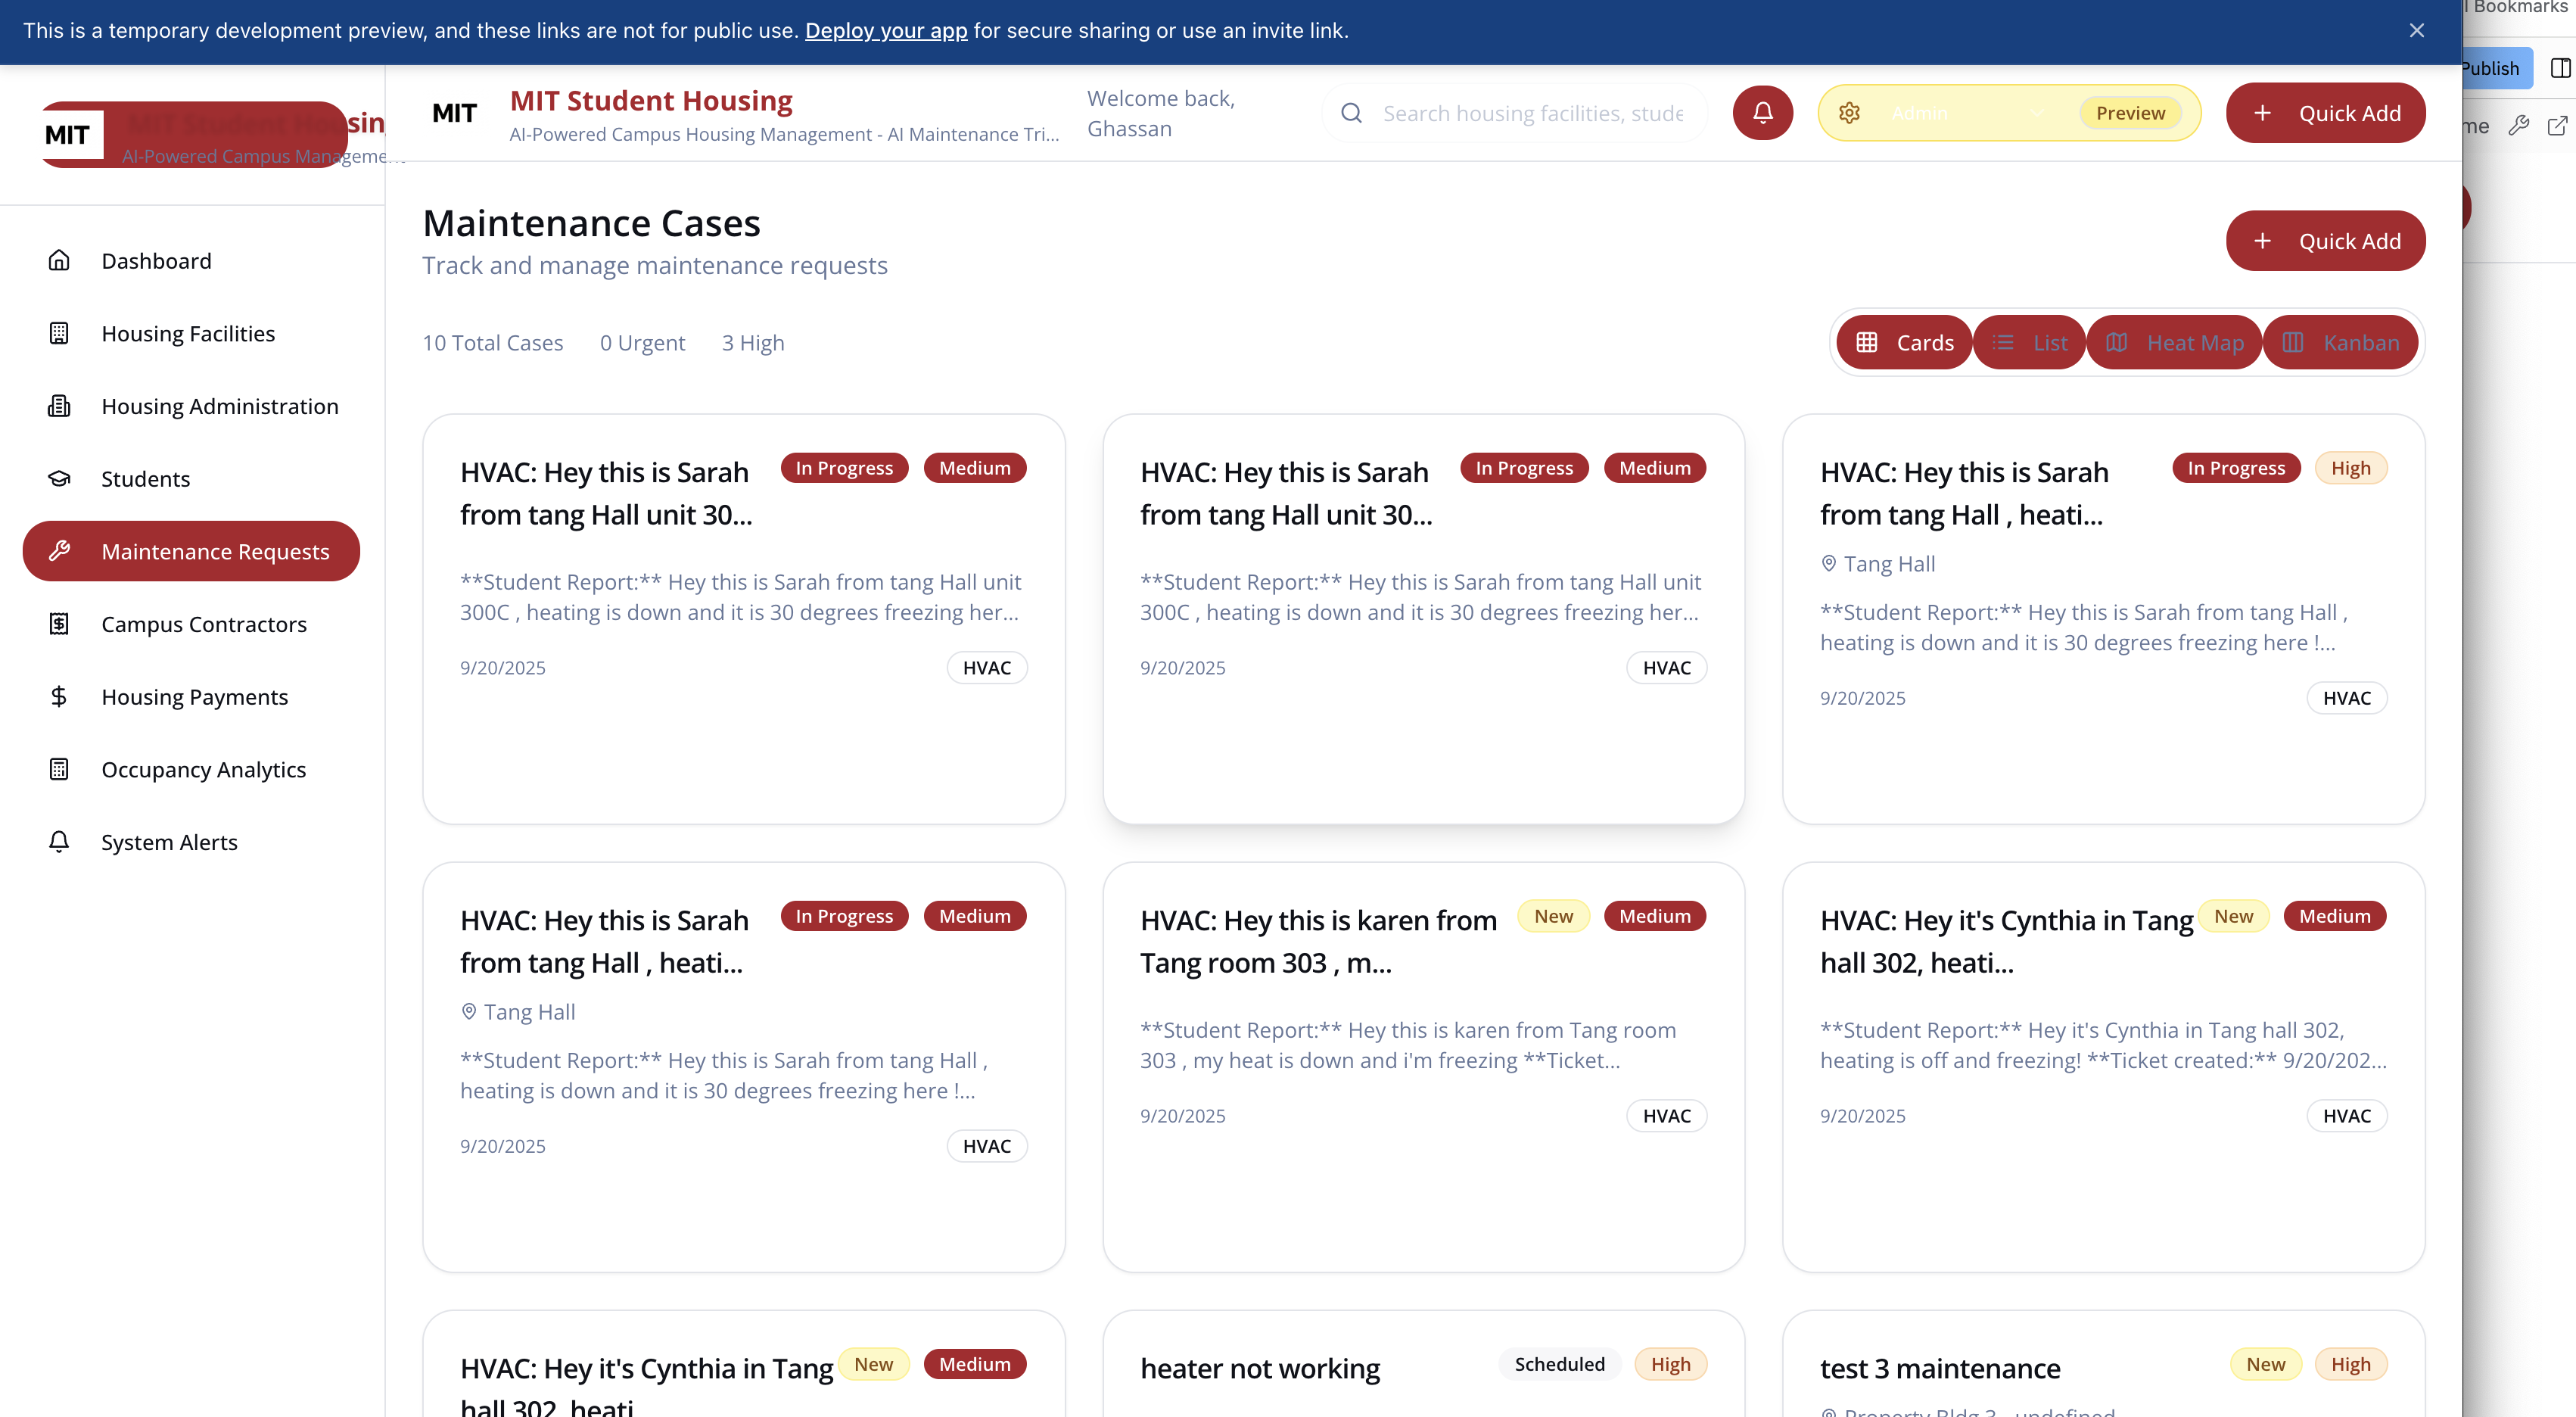 This is a temporary development preview, and these links are not for public use. Deploy your app for secure sharing or use an invite link.
Bookmarks
Publish
MIT
MIT Student Housin
AI-Powered Campus Management
MIT
MIT Student Housing
AI-Powered Campus Housing Management - AI Maintenance Tri...
Welcome back,
Ghassan
Search housing facilities, stude
Admin
Preview
Quick Add
Dashboard
Housing Facilities
Housing Administration
Students
Maintenance Requests
Campus Contractors
Housing Payments
Occupancy Analytics
System Alerts
Maintenance Cases
Track and manage maintenance requests
Quick Add
10 Total Cases 0 Urgent 3 High
Cards List Heat Map Kanban
HVAC: Hey this is Sarah
from tang Hall unit 30...
In Progress Medium
**Student Report:** Hey this is Sarah from tang Hall unit
300C , heating is down and it is 30 degrees freezing her...
9/20/2025 HVAC
HVAC: Hey this is Sarah
from tang Hall unit 30...
In Progress Medium
**Student Report:** Hey this is Sarah from tang Hall unit
300C , heating is down and it is 30 degrees freezing her...
9/20/2025 HVAC
HVAC: Hey this is Sarah
from tang Hall , heati...
In Progress High
Tang Hall
**Student Report:** Hey this is Sarah from tang Hall ,
heating is down and it is 30 degrees freezing here !...
9/20/2025 HVAC
HVAC: Hey this is Sarah
from tang Hall , heati...
In Progress Medium
Tang Hall
**Student Report:** Hey this is Sarah from tang Hall ,
heating is down and it is 30 degrees freezing here !...
9/20/2025 HVAC
HVAC: Hey this is karen from
Tang room 303 , m...
New Medium
**Student Report:** Hey this is karen from Tang room
303 , my heat is down and i'm freezing **Ticket...
9/20/2025 HVAC
HVAC: Hey it's Cynthia in Tang
hall 302, heati...
New Medium
**Student Report:** Hey it's Cynthia in Tang hall 302,
heating is off and freezing! **Ticket created:** 9/20/202...
9/20/2025 HVAC
HVAC: Hey it's Cynthia in Tang
hall 302, heati
New Medium
heater not working
Scheduled High
test 3 maintenance
New High
Property Bldg 3 - undefined